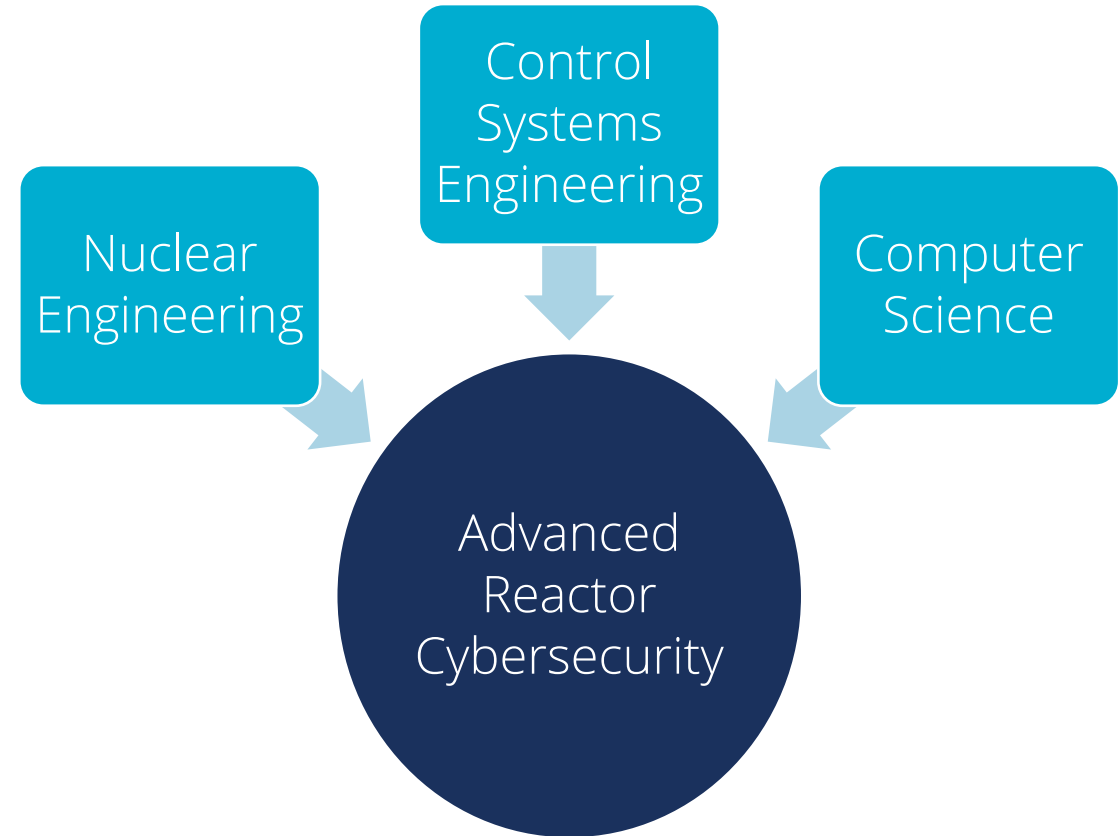 Control
Systems
Engineering
Nuclear
Engineering
Computer
Science
Advanced
Reactor
Cybersecurity